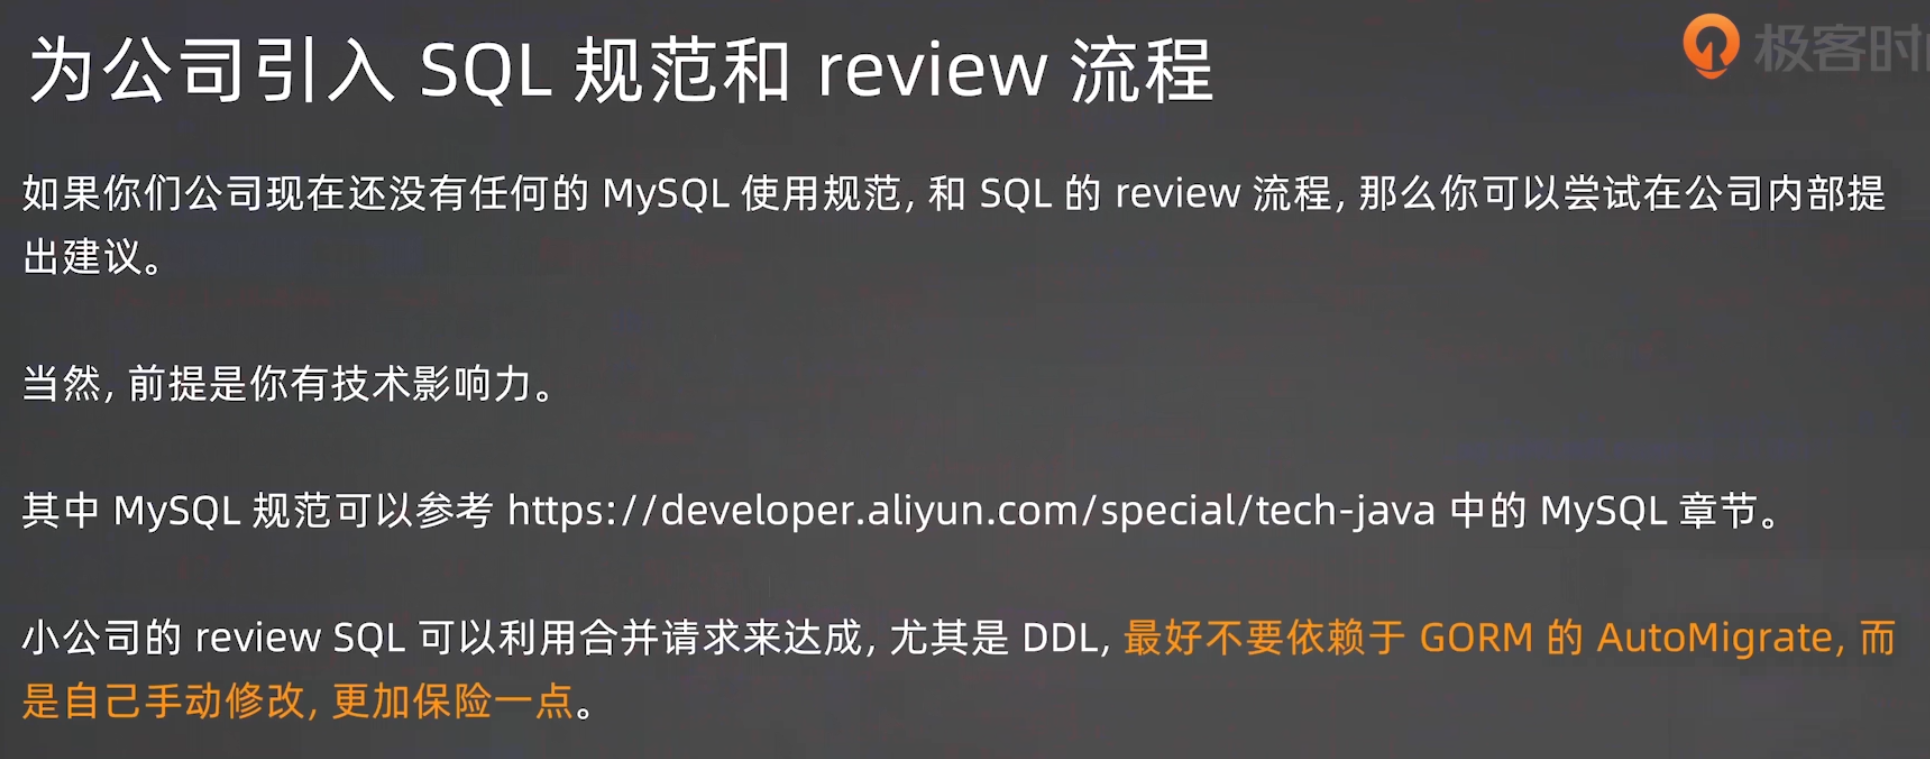 为公司引入 SQL 规范和 review 流程
极客时
如果你们公司现在还没有任何的 MySQL 使用规范, 和 SQL 的 review 流程, 那么你可以尝试在公司内部提
出建议。
当然, 前提是你有技术影响力。
其中 MySQL 规范可以参考 https://developer.aliyun.com/special/tech-java 中的 MySQL 章节。
小公司的 review SQL 可以利用合并请求来达成, 尤其是 DDL, 最好不要依赖于 GORM 的 AutoMigrate, 而
是自己手动修改, 更加保险一点。